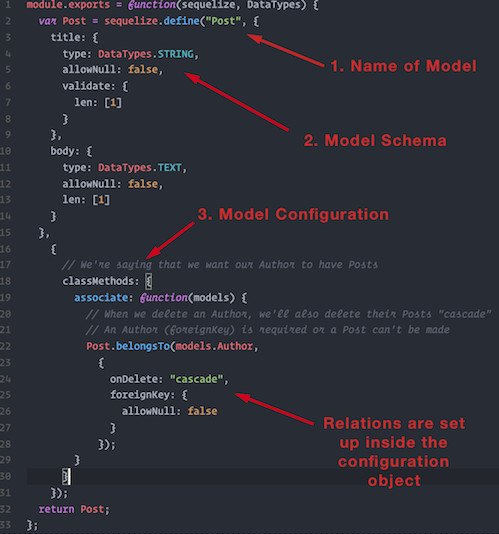 1 module.exports = function(sequelize, DataTypes) {
2 var Post = sequelize.define("Post", {
3 title: {
4 type: DataTypes.STRING,
5 allowNull: false,
6 validate: {
7 len: [1]
8 }
9 },
10 body: {
11 type: DataTypes.TEXT,
12 allowNull: false,
13 len: [1]
14 }
15 },
16 {
17 // We're saying that we want our Author to have Posts
18 classMethods: {
19 associate: function(models) {
20 // When we delete an Author, we'll also delete their Posts "cascade"
21 // An Author (foreignKey) is required or a Post can't be made
22 Post.belongsTo(models.Author,
23 {
24 onDelete: "cascade",
25 foreignKey: {
26 allowNull: false
27 }
28 });
29 }
30 }
31 });
32 return Post;
33 };
1. Name of Model
2. Model Schema
3. Model Configuration
Relations are set
up inside the
configuration
object